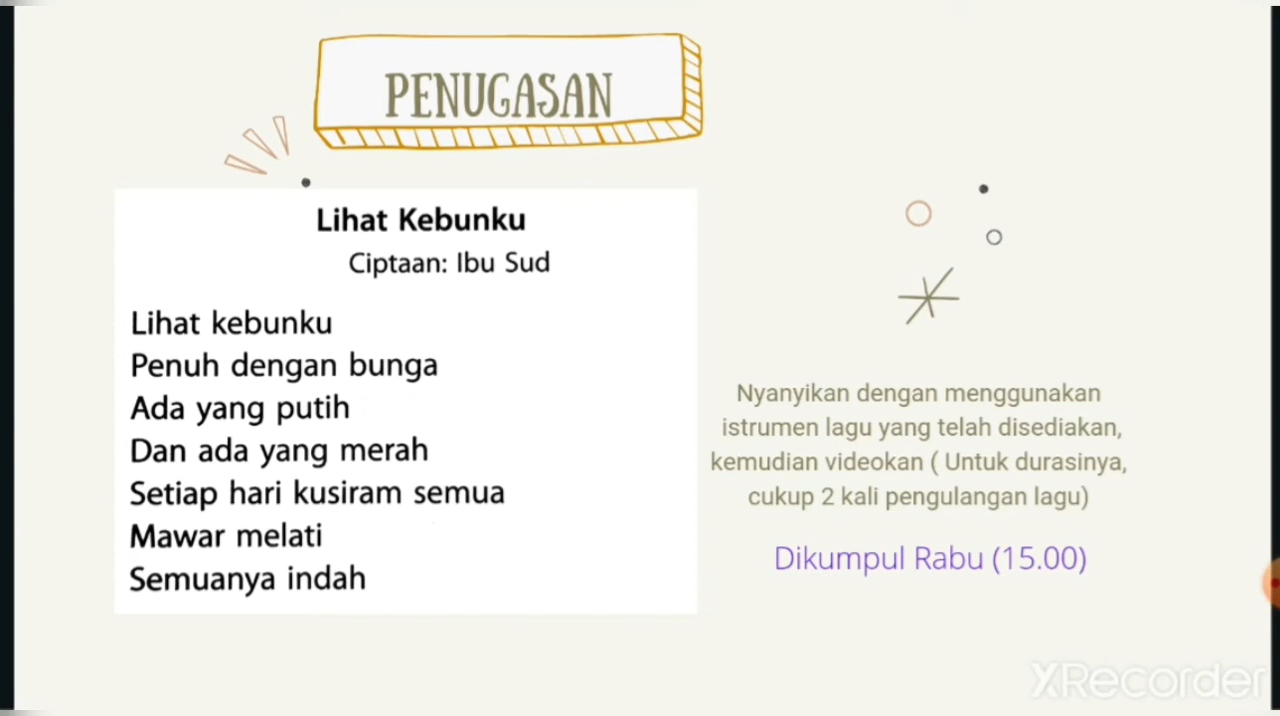 PENUGASAN
Lihat Kebunku
Ciptaan: Ibu Sud
Lihat kebunku
Penuh dengan bunga
Ada yang putih
Dan ada yang merah
Setiap hari kusiram semua
Mawar melati
Semuanya indah
Nyanyikan dengan menggunakan
istrumen lagu yang telah disediakan,
kemudian videokan ( Untuk durasinya,
cukup 2 kali pengulangan lagu)
Dikumpul Rabu (15.00)
XRecorder